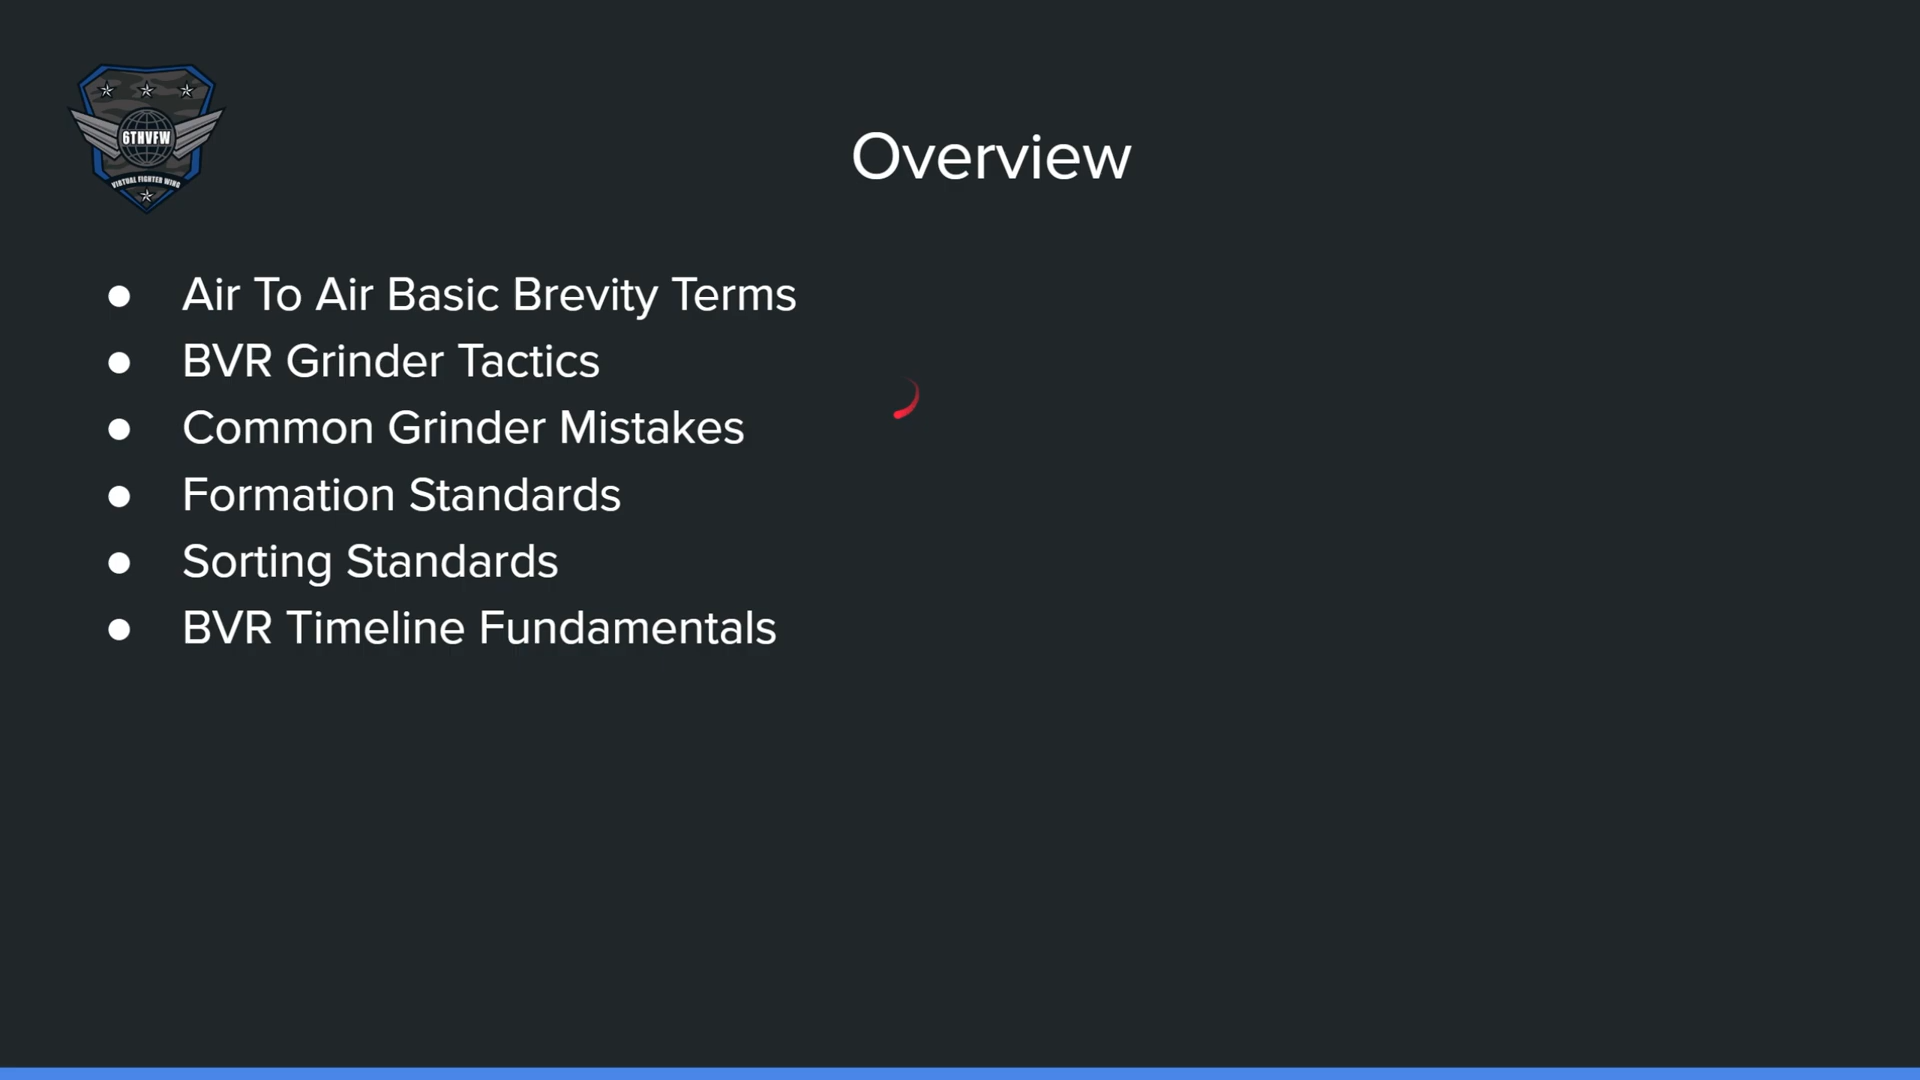 6THVFW
VIRTUAL FIGHTER WING
Overview
● Air To Air Basic Brevity Terms
● BVR Grinder Tactics
● Common Grinder Mistakes
● Formation Standards
● Sorting Standards
● BVR Timeline Fundamentals